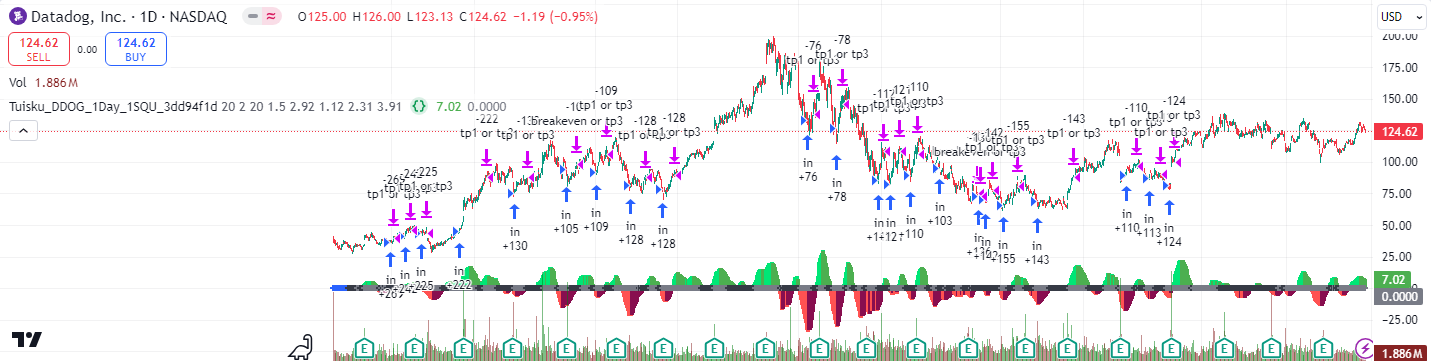 Datadog, Inc. · 1D · NASDAQ
O125.00 H126.00 L123.13 C124.62 −1.19 (−0.95%)
USD
124.62
SELL
0.00
124.62
BUY
Vol 1.886M
Tuisku_DDOG_1Day_1SQU_3dd94f1d 20 2 20 1.5 2.92 1.12 2.31 3.91 {} 7.02 0.0000
200.00
175.00
150.00
124.62
100.00
75.00
50.00
25.00
7.02
0.0000
−25.00
1.886M
-222
tp1 or tp3
-109
tp1 or tp3
breakeven or tp3
-128
tp1 or tp3
-128
tp1 or tp3
-76
tp1 or tp3
-78
tp1 or tp3
-110
tp1 or tp3
breakeven or tp3
-155
tp1 or tp3
-143
tp1 or tp3
-110
tp1 or tp3
-124
tp1 or tp3
in
+225
in
+222
in
+130
in
+105
in
+109
in
+128
in
+128
in
+76
in
+78
in
+110
in
+103
in
+155
in
+143
in
+110
in
+113
in
+124
E E E E E E E E E E E E E E E E E E E E